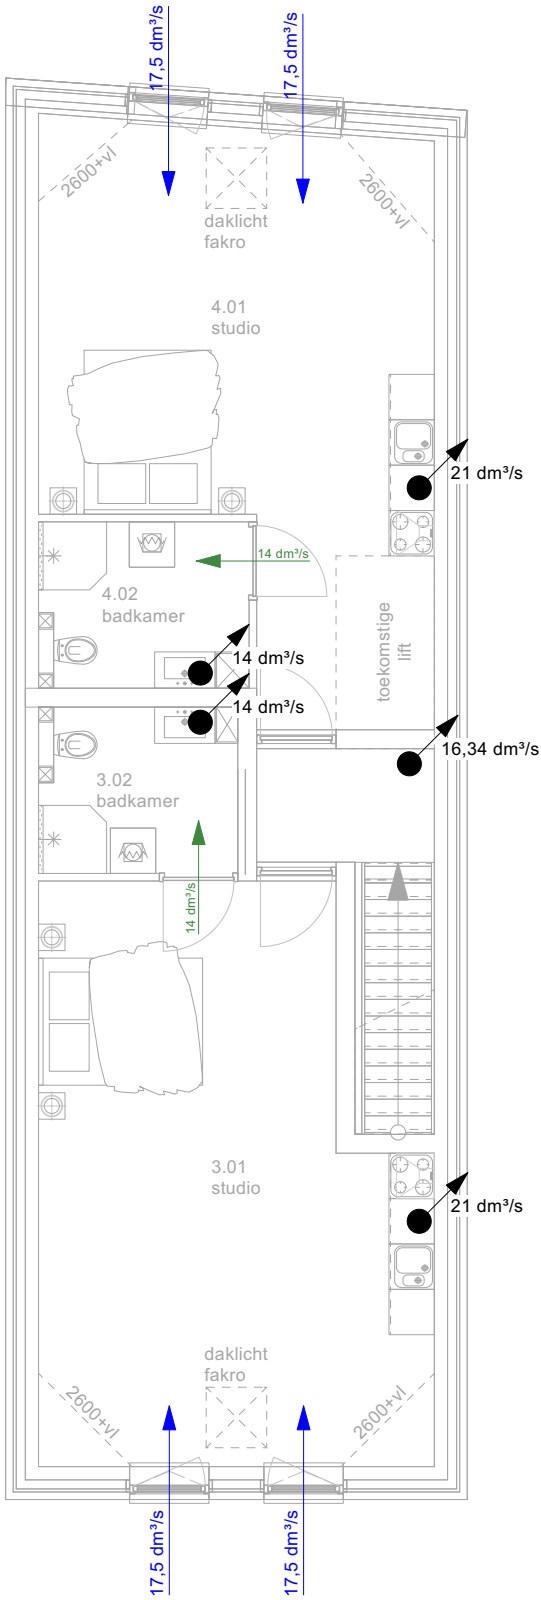 17,5 dm³/s
17,5 dm³/s
2600+vl
2600+vl
daklicht
fakro
4.01
studio
21 dm³/s
14 dm³/s
4.02
badkamer
toekomstige
lift
14 dm³/s
14 dm³/s
16,34 dm³/s
3.02
badkamer
14 dm³/s
3.01
studio
21 dm³/s
daklicht
fakro
2600+vl
2600+vl
17,5 dm³/s
17,5 dm³/s